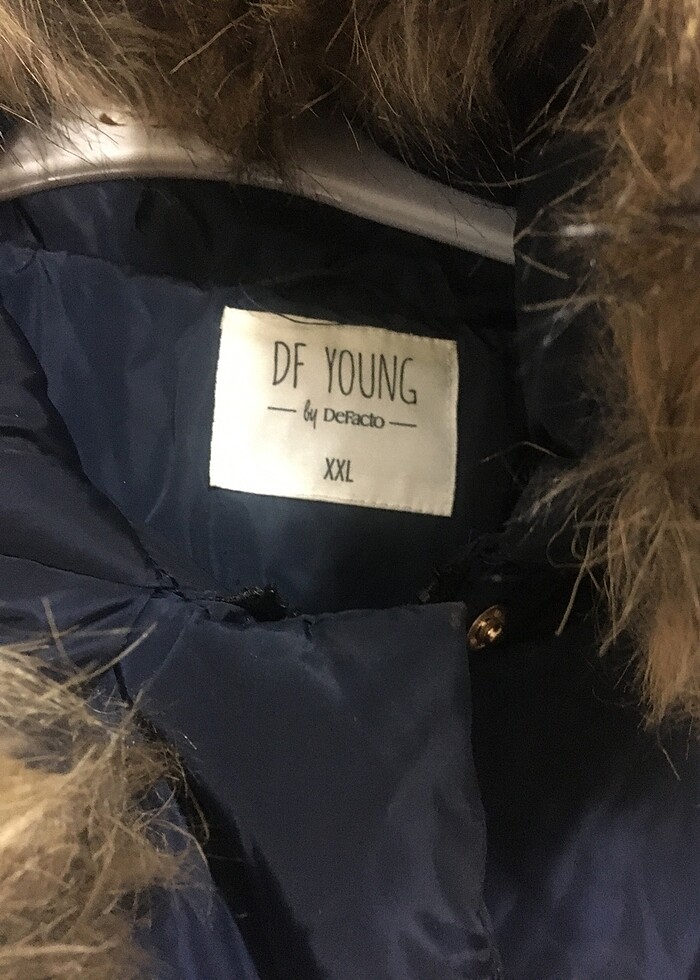 DF YOUNG
by DeFacto
XXL